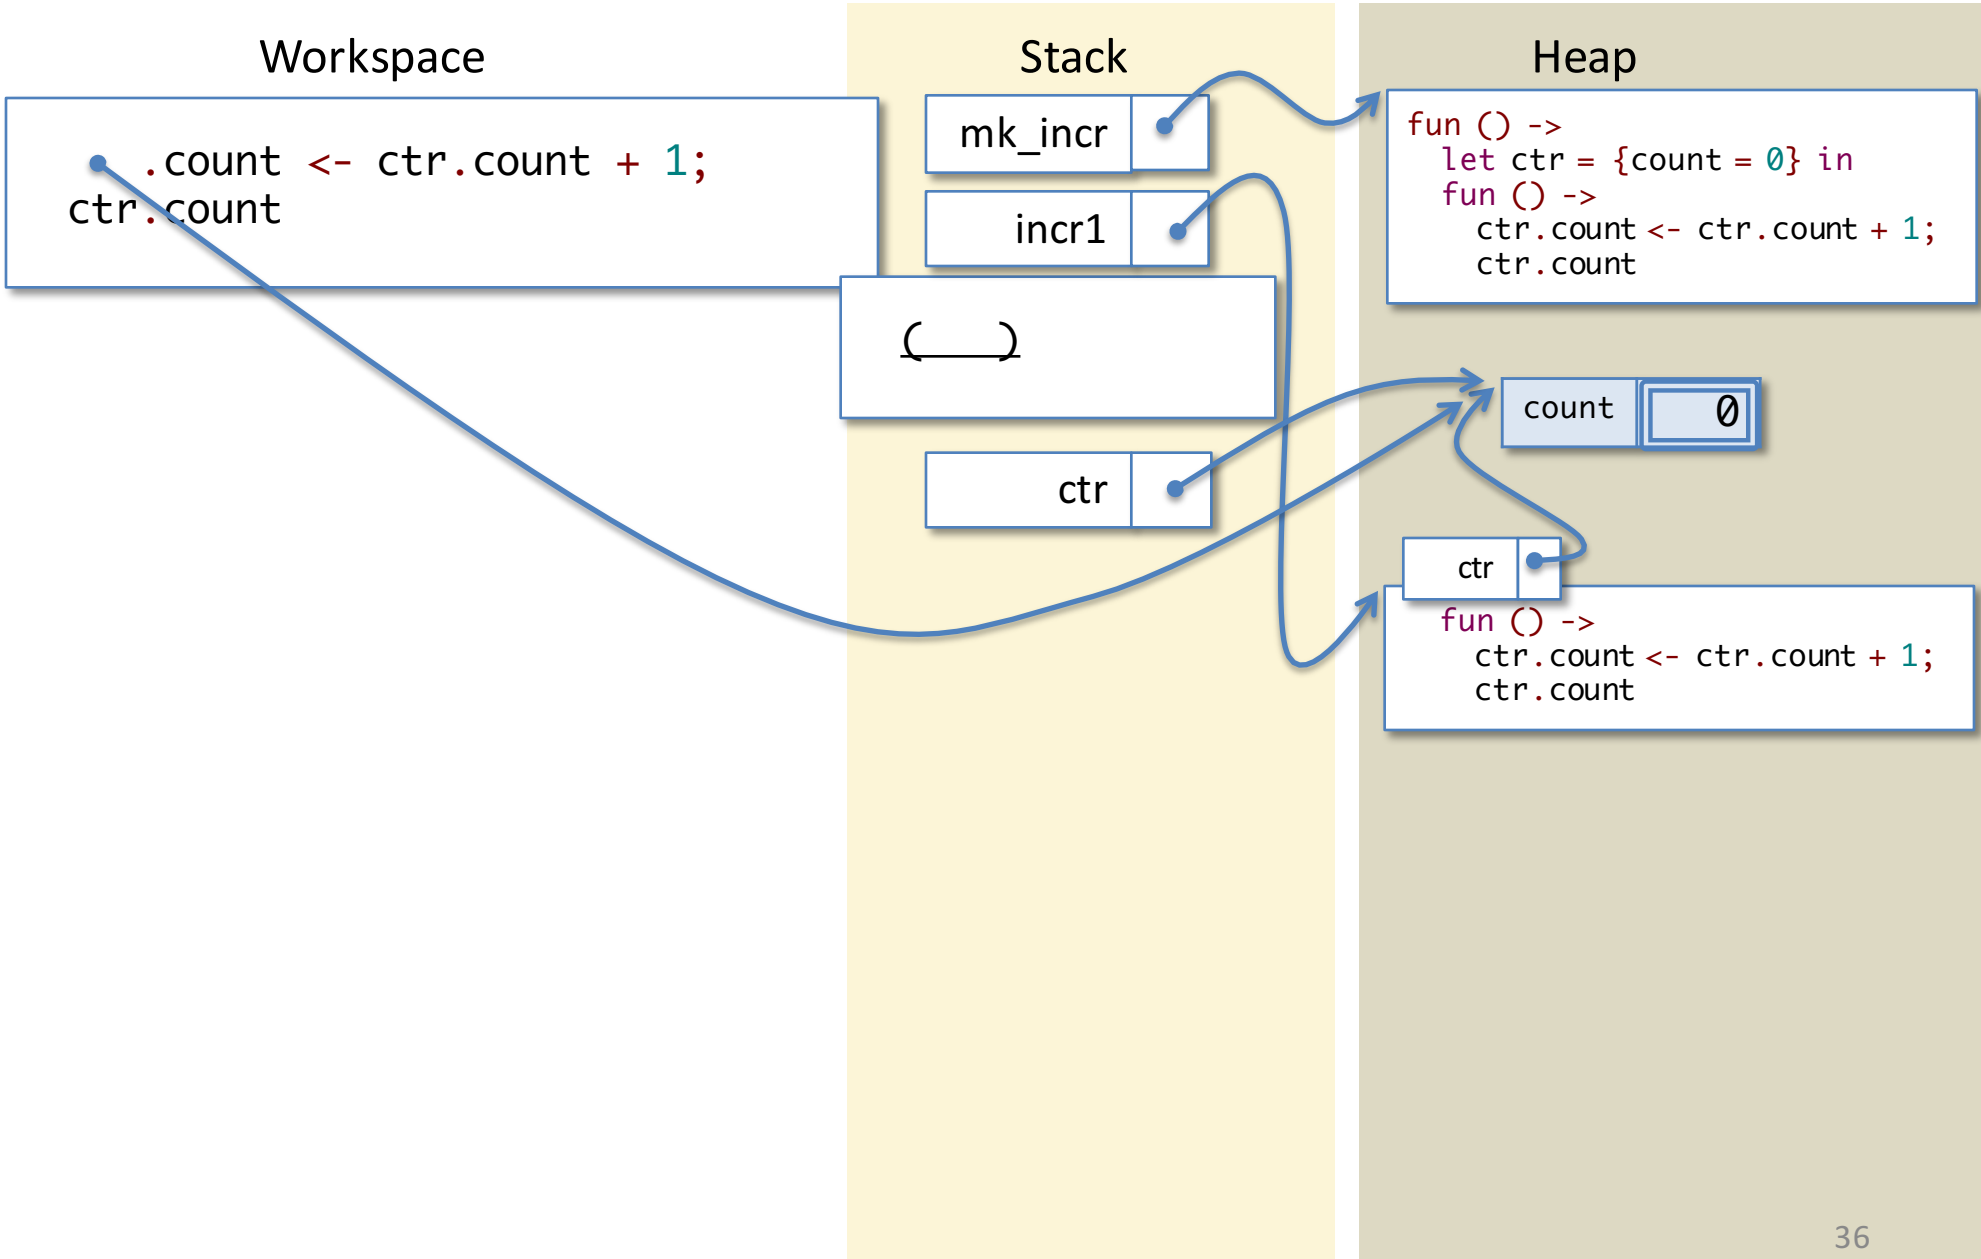 Workspace
.count <- ctr.count + 1;
ctr.count
Stack
mk_incr
incr1
(    )
ctr
Heap
fun () ->
let ctr = {count = 0} in
fun () ->
ctr.count <- ctr.count + 1;
ctr.count
count 0
ctr
fun () ->
ctr.count <- ctr.count + 1;
ctr.count
36